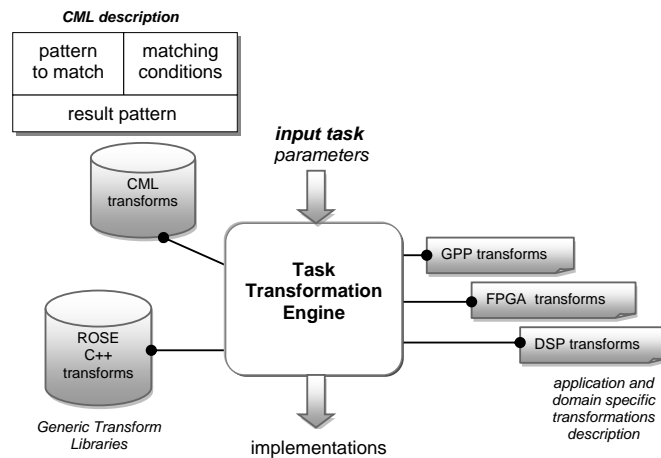 CML description
pattern
to match
matching
conditions
result pattern
input task
parameters
CML
transforms
Task
Transformation
Engine
GPP transforms
FPGA transforms
DSP transforms
ROSE
C++
transforms
Generic Transform
Libraries
application and
domain specific
transformations
description
implementations